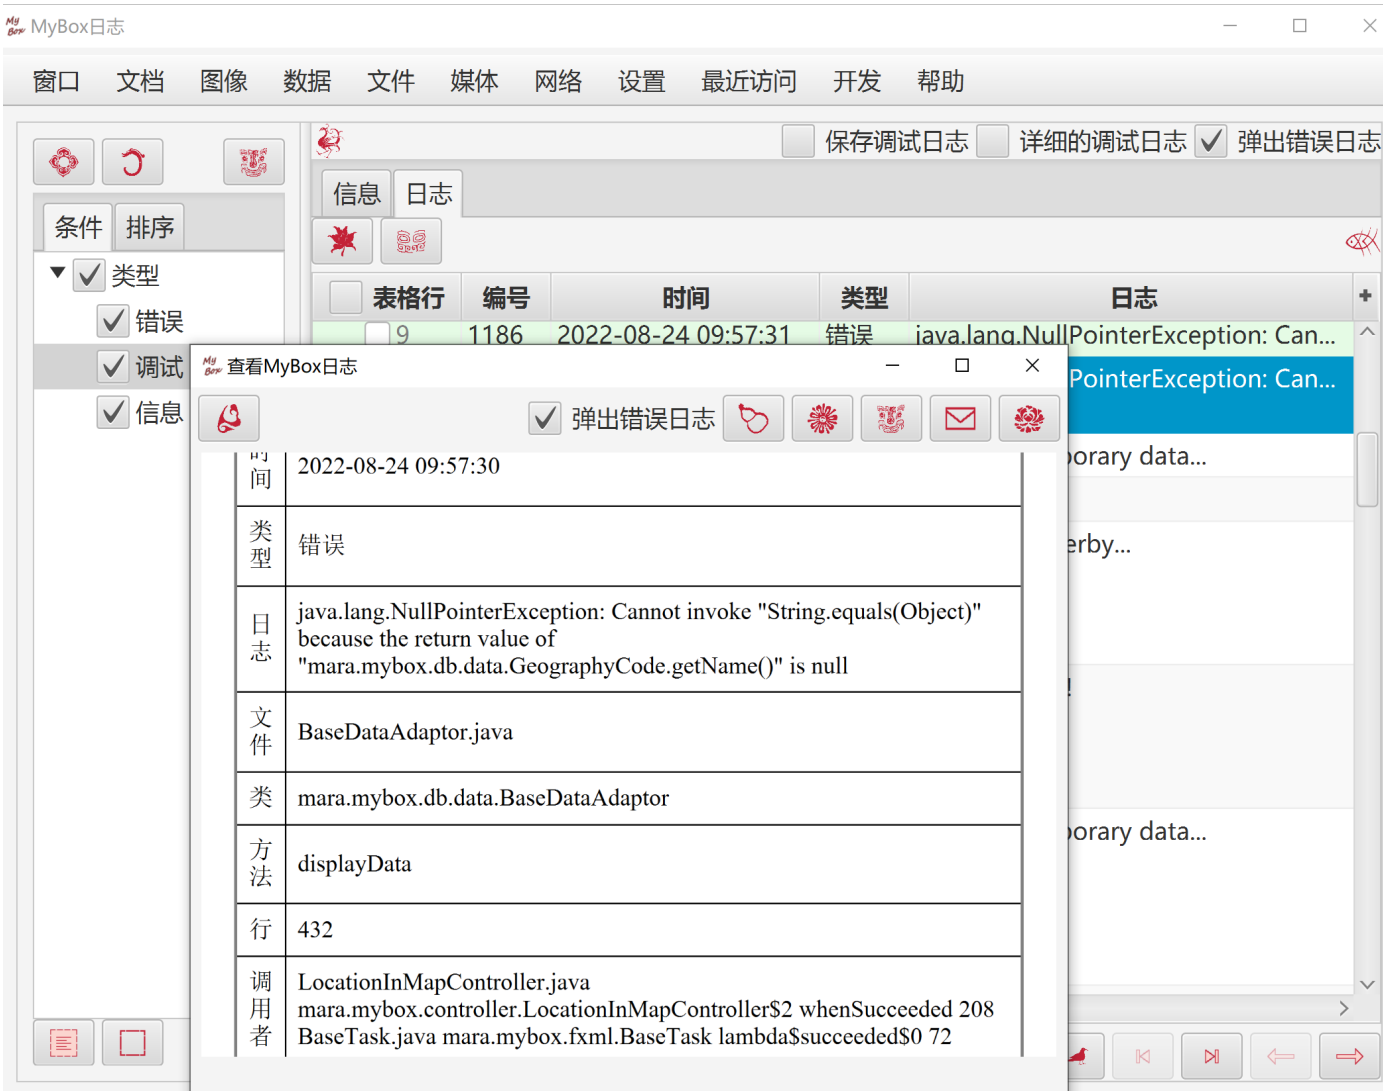 My Box MyBox日志
窗口 文档 图像 数据 文件 媒体 网络 设置 最近访问 开发 帮助
保存调试日志 详细的调试日志 弹出错误日志
信息 日志
条件 排序
类型
错误
调试
信息
表格行 编号 时间 类型 日志
9 1186 2022-08-24 09:57:31 错误 java.lang.NullPointerException: Can...
PointerException: Can...
porary data...
erby...
!
porary data...
My Box 查看MyBox日志
弹出错误日志
时间 2022-08-24 09:57:30
类型 错误
日志 java.lang.NullPointerException: Cannot invoke "String.equals(Object)"
because the return value of
"mara.mybox.db.data.GeographyCode.getName()" is null
文件 BaseDataAdaptor.java
类 mara.mybox.db.data.BaseDataAdaptor
方法 displayData
行 432
调用者 LocationInMapController.java
mara.mybox.controller.LocationInMapController$2 whenSucceeded 208
BaseTask.java mara.mybox.fxml.BaseTask lambda$succeeded$0 72